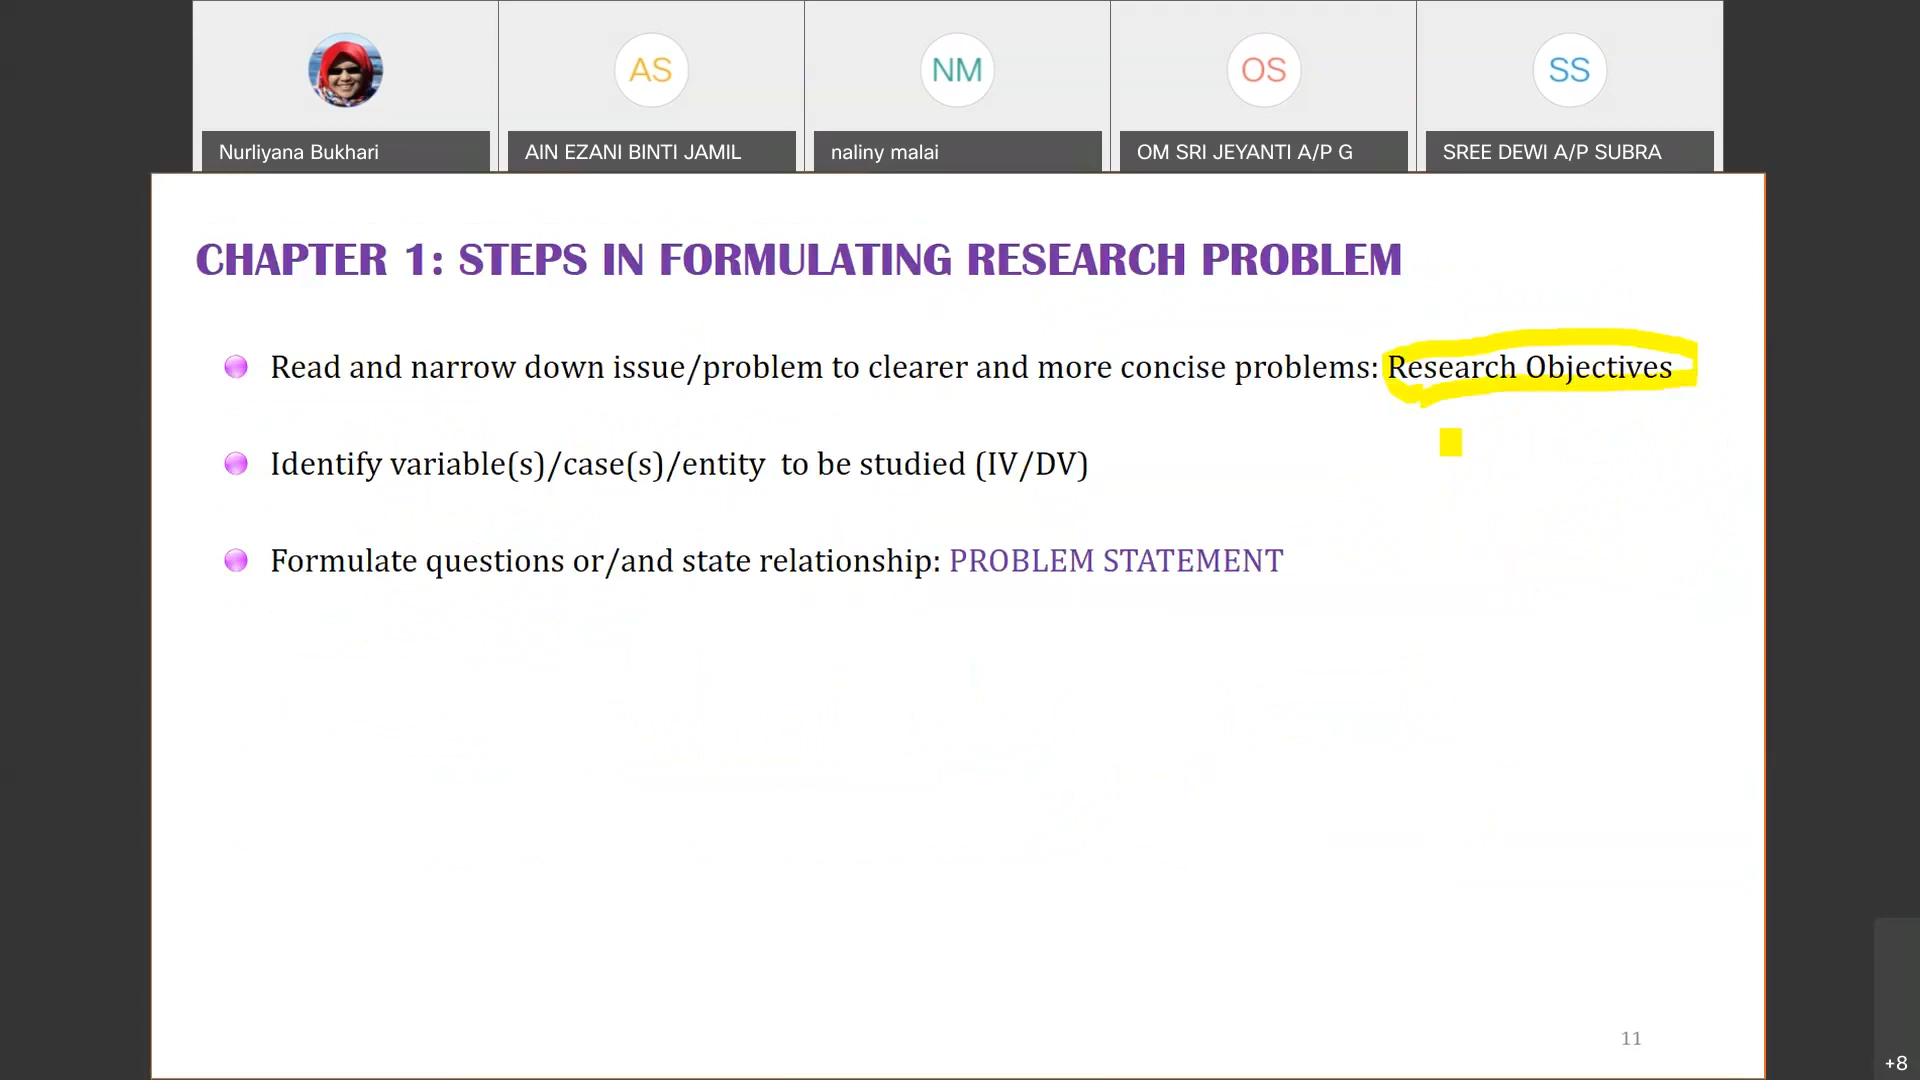 AS
NM
OS
SS
Nurliyana Bukhari
AIN EZANI BINTI JAMIL
naliny malai
OM SRI JEYANTI A/P G
SREE DEWI A/P SUBRA
CHAPTER 1: STEPS IN FORMULATING RESEARCH PROBLEM
Read and narrow down issue/problem to clearer and more concise problems: Research Objectives
Identify variable(s)/case(s)/entity to be studied (IV/DV)
Formulate questions or/and state relationship: PROBLEM STATEMENT
11
+8